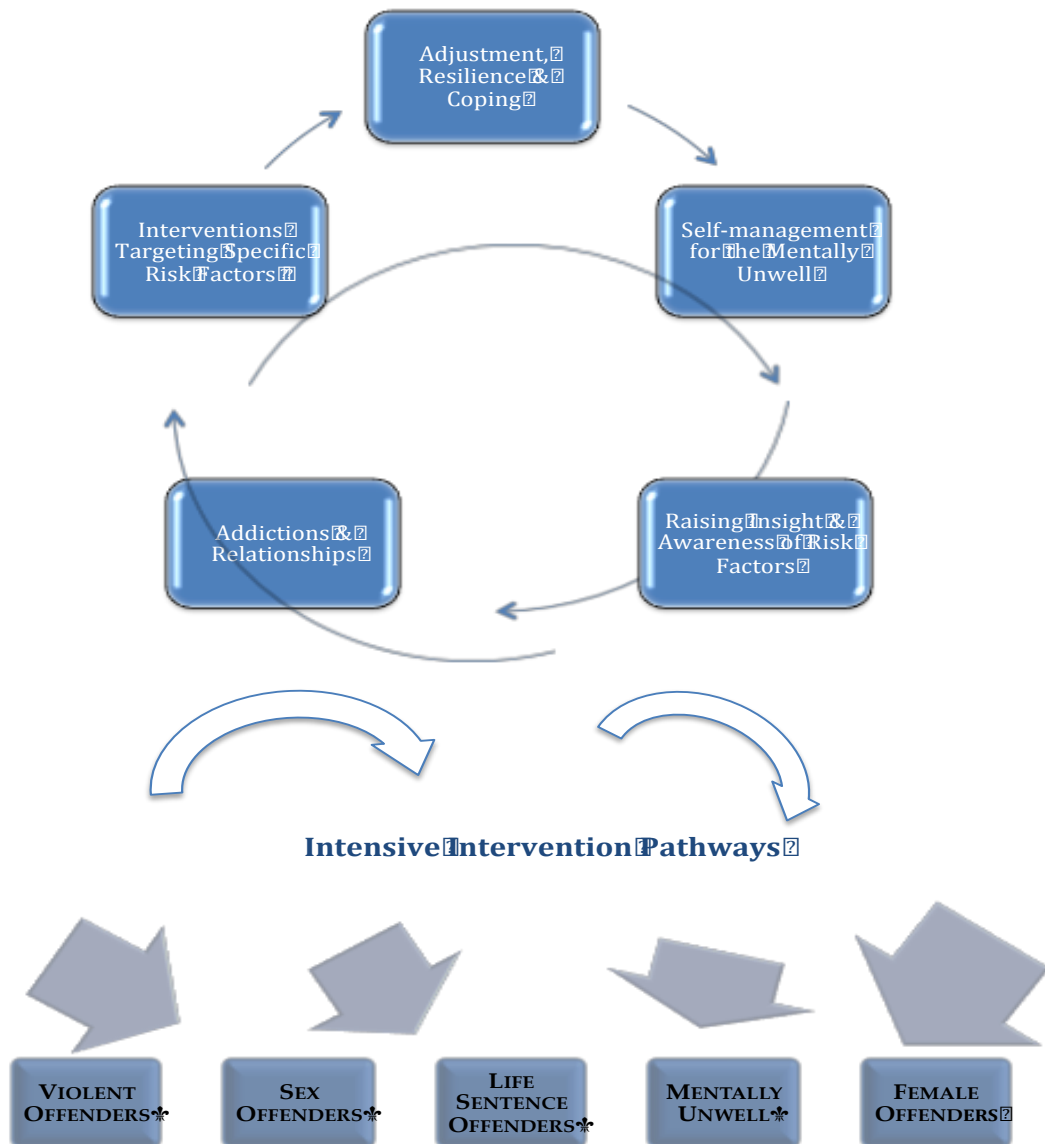 Adjustment,
Resilience &
Coping
Interventions
Targeting Specific
Risk Factors
Self-management
for the Mentally
Unwell
Addictions &
Relationships
Raising Insight &
Awareness of Risk
Factors
Intensive Intervention Pathways
VIOLENT
OFFENDERS⚜
SEX
OFFENDERS⚜
LIFE
SENTENCE
OFFENDERS⚜
MENTALLY
UNWELL⚜
FEMALE
OFFENDERS